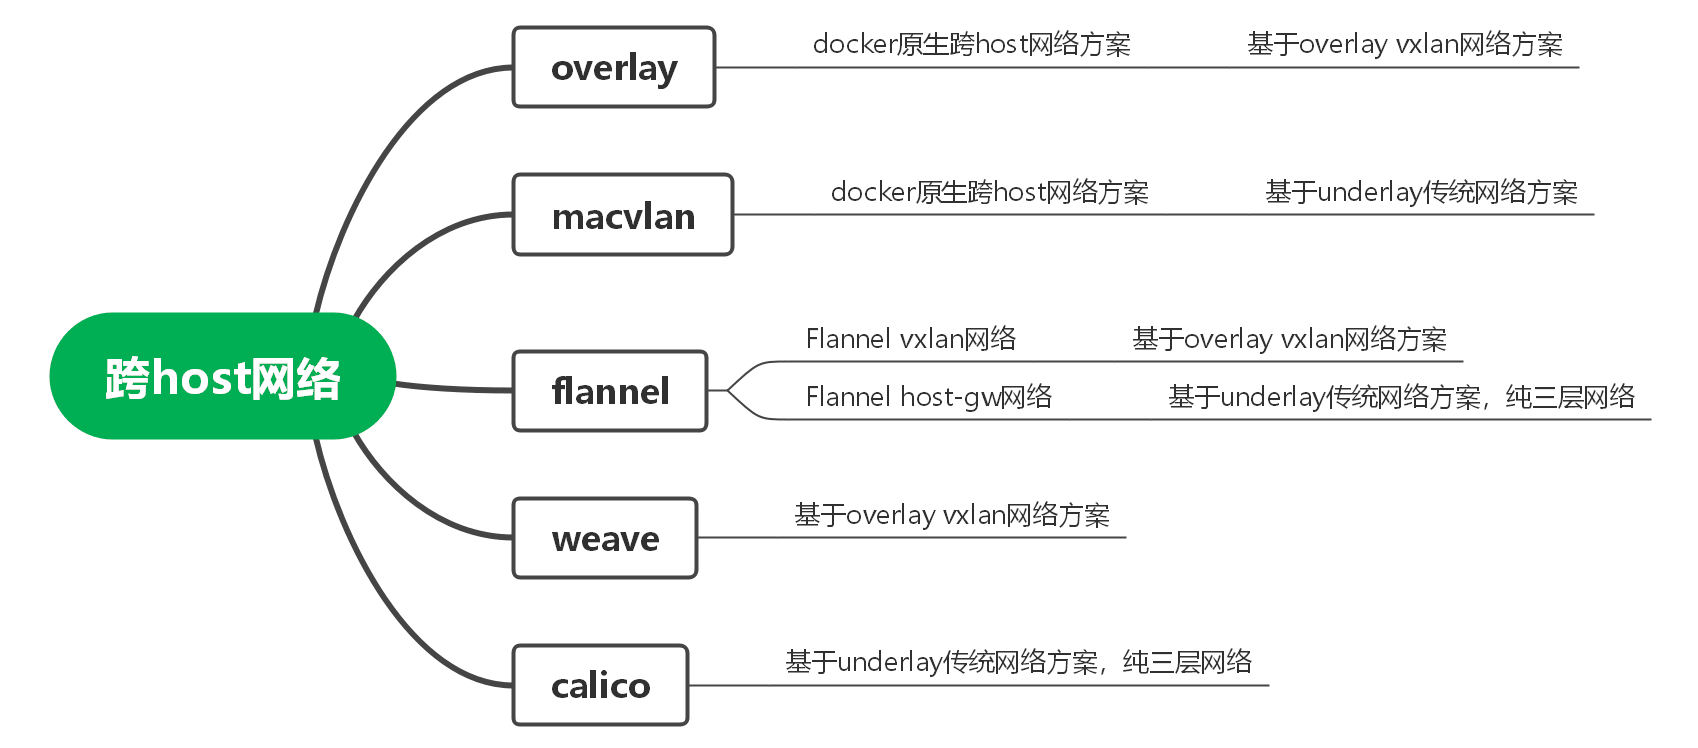 跨host网络
overlay
docker原生跨host网络方案
基于overlay vxlan网络方案
macvlan
docker原生跨host网络方案
基于underlay传统网络方案
flannel
Flannel vxlan网络
基于overlay vxlan网络方案
Flannel host-gw网络
基于underlay传统网络方案，纯三层网络
weave
基于overlay vxlan网络方案
calico
基于underlay传统网络方案，纯三层网络